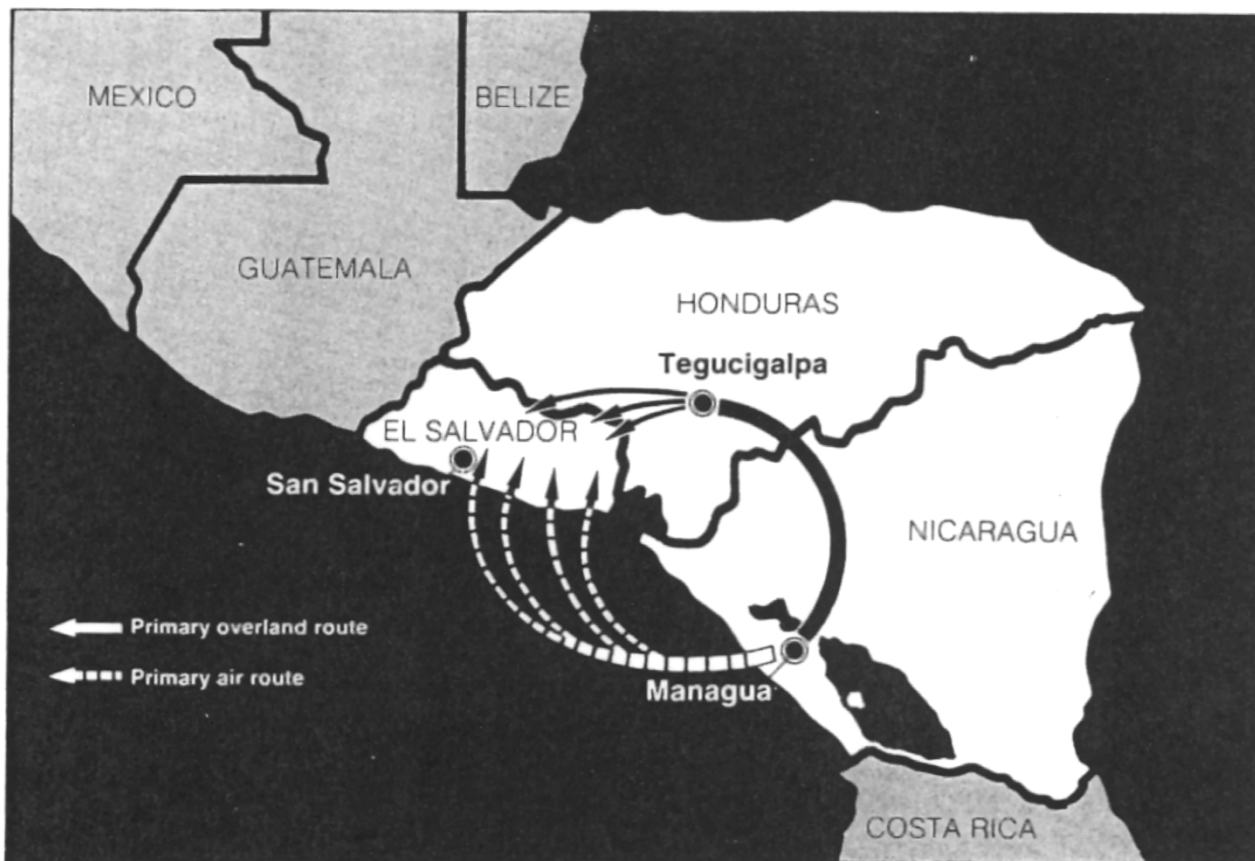 MEXICO
BELIZE
GUATEMALA
HONDURAS
Tegucigalpa
EL SALVADOR
San Salvador
NICARAGUA
Primary overland route
Primary air route
Managua
COSTA RICA